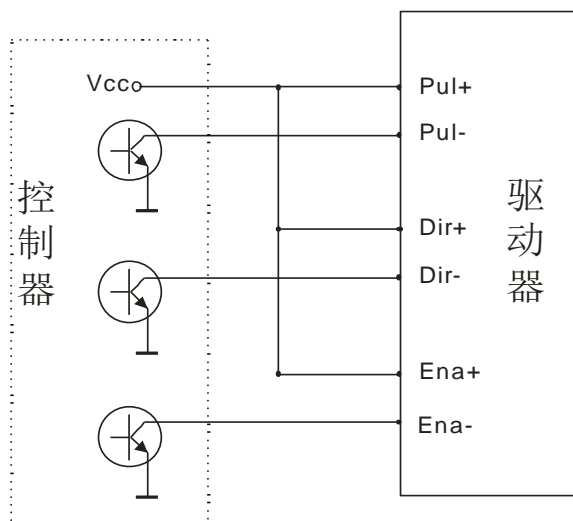 Vcc
Pul+
Pul-
控制器
驱动器
Dir+
Dir-
Ena+
Ena-